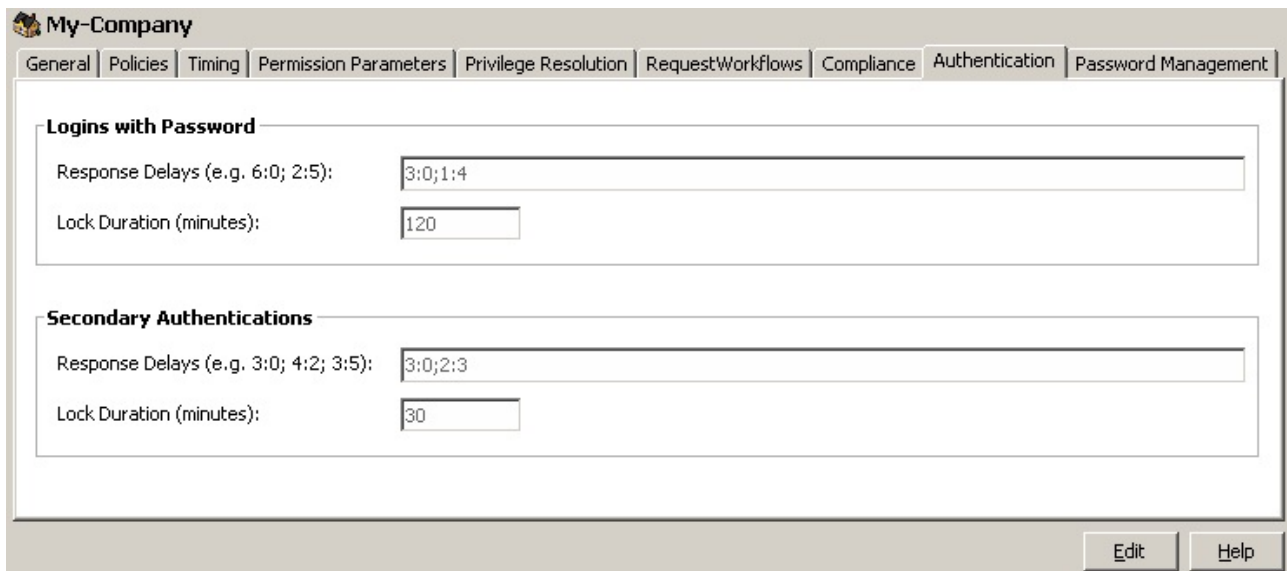 My-Company
General Policies Timing Permission Parameters Privilege Resolution RequestWorkflows Compliance Authentication Password Management
Logins with Password
Response Delays (e.g. 6:0; 2:5): 3:0;1:4
Lock Duration (minutes): 120
Secondary Authentications
Response Delays (e.g. 3:0; 4:2; 3:5): 3:0;2:3
Lock Duration (minutes): 30
Edit Help